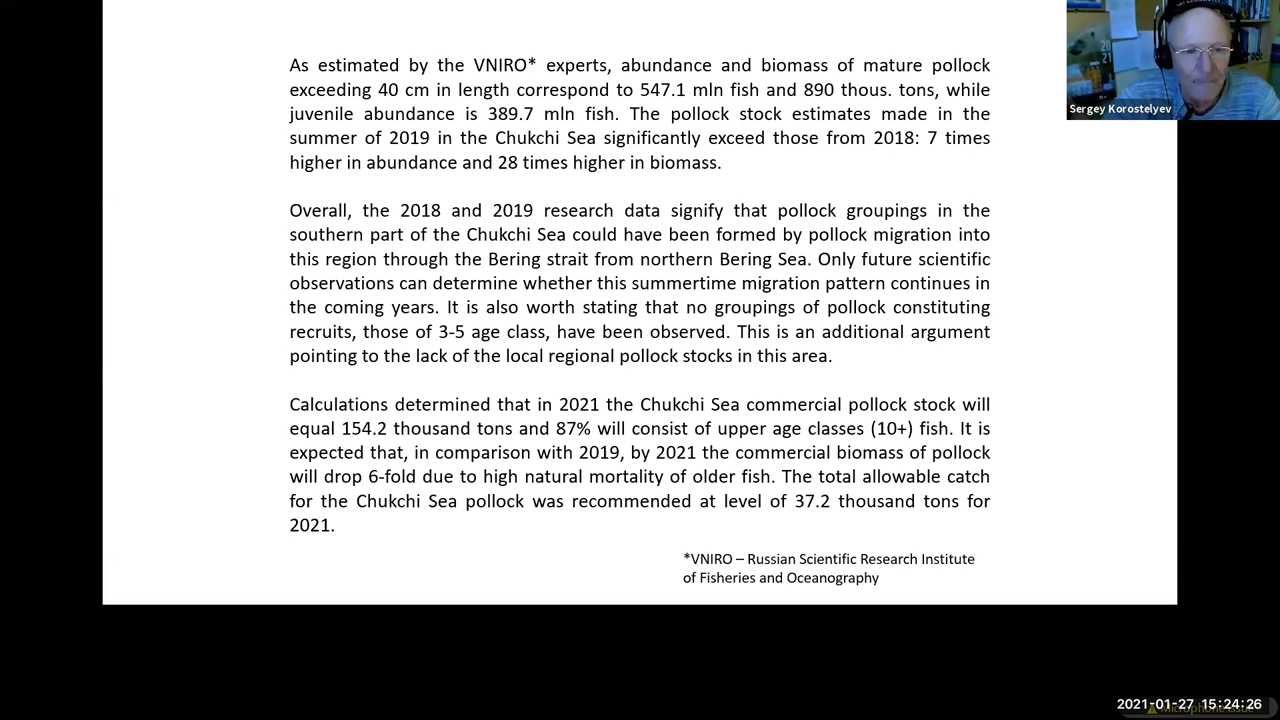 As estimated by the VNIRO* experts, abundance and biomass of mature pollock
exceeding 40 cm in length correspond to 547.1 mln fish and 890 thous. tons, while
juvenile abundance is 389.7 mln fish. The pollock stock estimates made in the
summer of 2019 in the Chukchi Sea significantly exceed those from 2018: 7 times
higher in abundance and 28 times higher in biomass.
Overall, the 2018 and 2019 research data signify that pollock groupings in the
southern part of the Chukchi Sea could have been formed by pollock migration into
this region through the Bering strait from northern Bering Sea. Only future scientific
observations can determine whether this summertime migration pattern continues in
the coming years. It is also worth stating that no groupings of pollock constituting
recruits, those of 3-5 age class, have been observed. This is an additional argument
pointing to the lack of the local regional pollock stocks in this area.
Calculations determined that in 2021 the Chukchi Sea commercial pollock stock will
equal 154.2 thousand tons and 87% will consist of upper age classes (10+) fish. It is
expected that, in comparison with 2019, by 2021 the commercial biomass of pollock
will drop 6-fold due to high natural mortality of older fish. The total allowable catch
for the Chukchi Sea pollock was recommended at level of 37.2 thousand tons for
2021.
*VNIRO – Russian Scientific Research Institute
of Fisheries and Oceanography
Sergey Korostelyev
2021-01-27 15:24:26